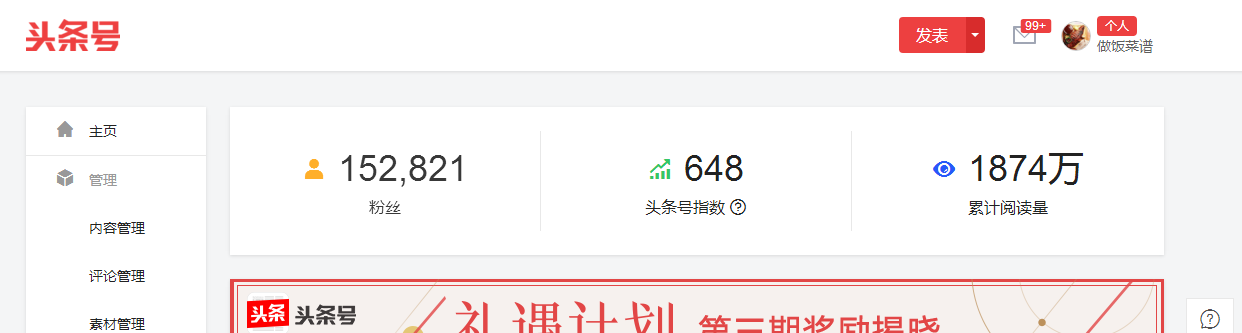 头条号
发表
99+
个人
做饭菜谱
主页
管理
内容管理
评论管理
素材管理
152,821
粉丝
648
头条号指数
1874万
累计阅读量
头条 头条号
礼遇计划 第三期奖励揭晓